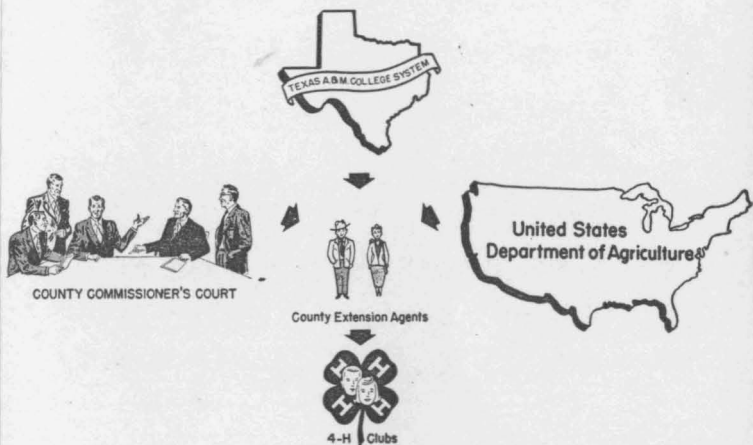 TEXAS A.&M. COLLEGE SYSTEM
United States
Department of Agriculture
COUNTY COMMISSIONER'S COURT
County Extension Agents
H H
H H
4-H Clubs